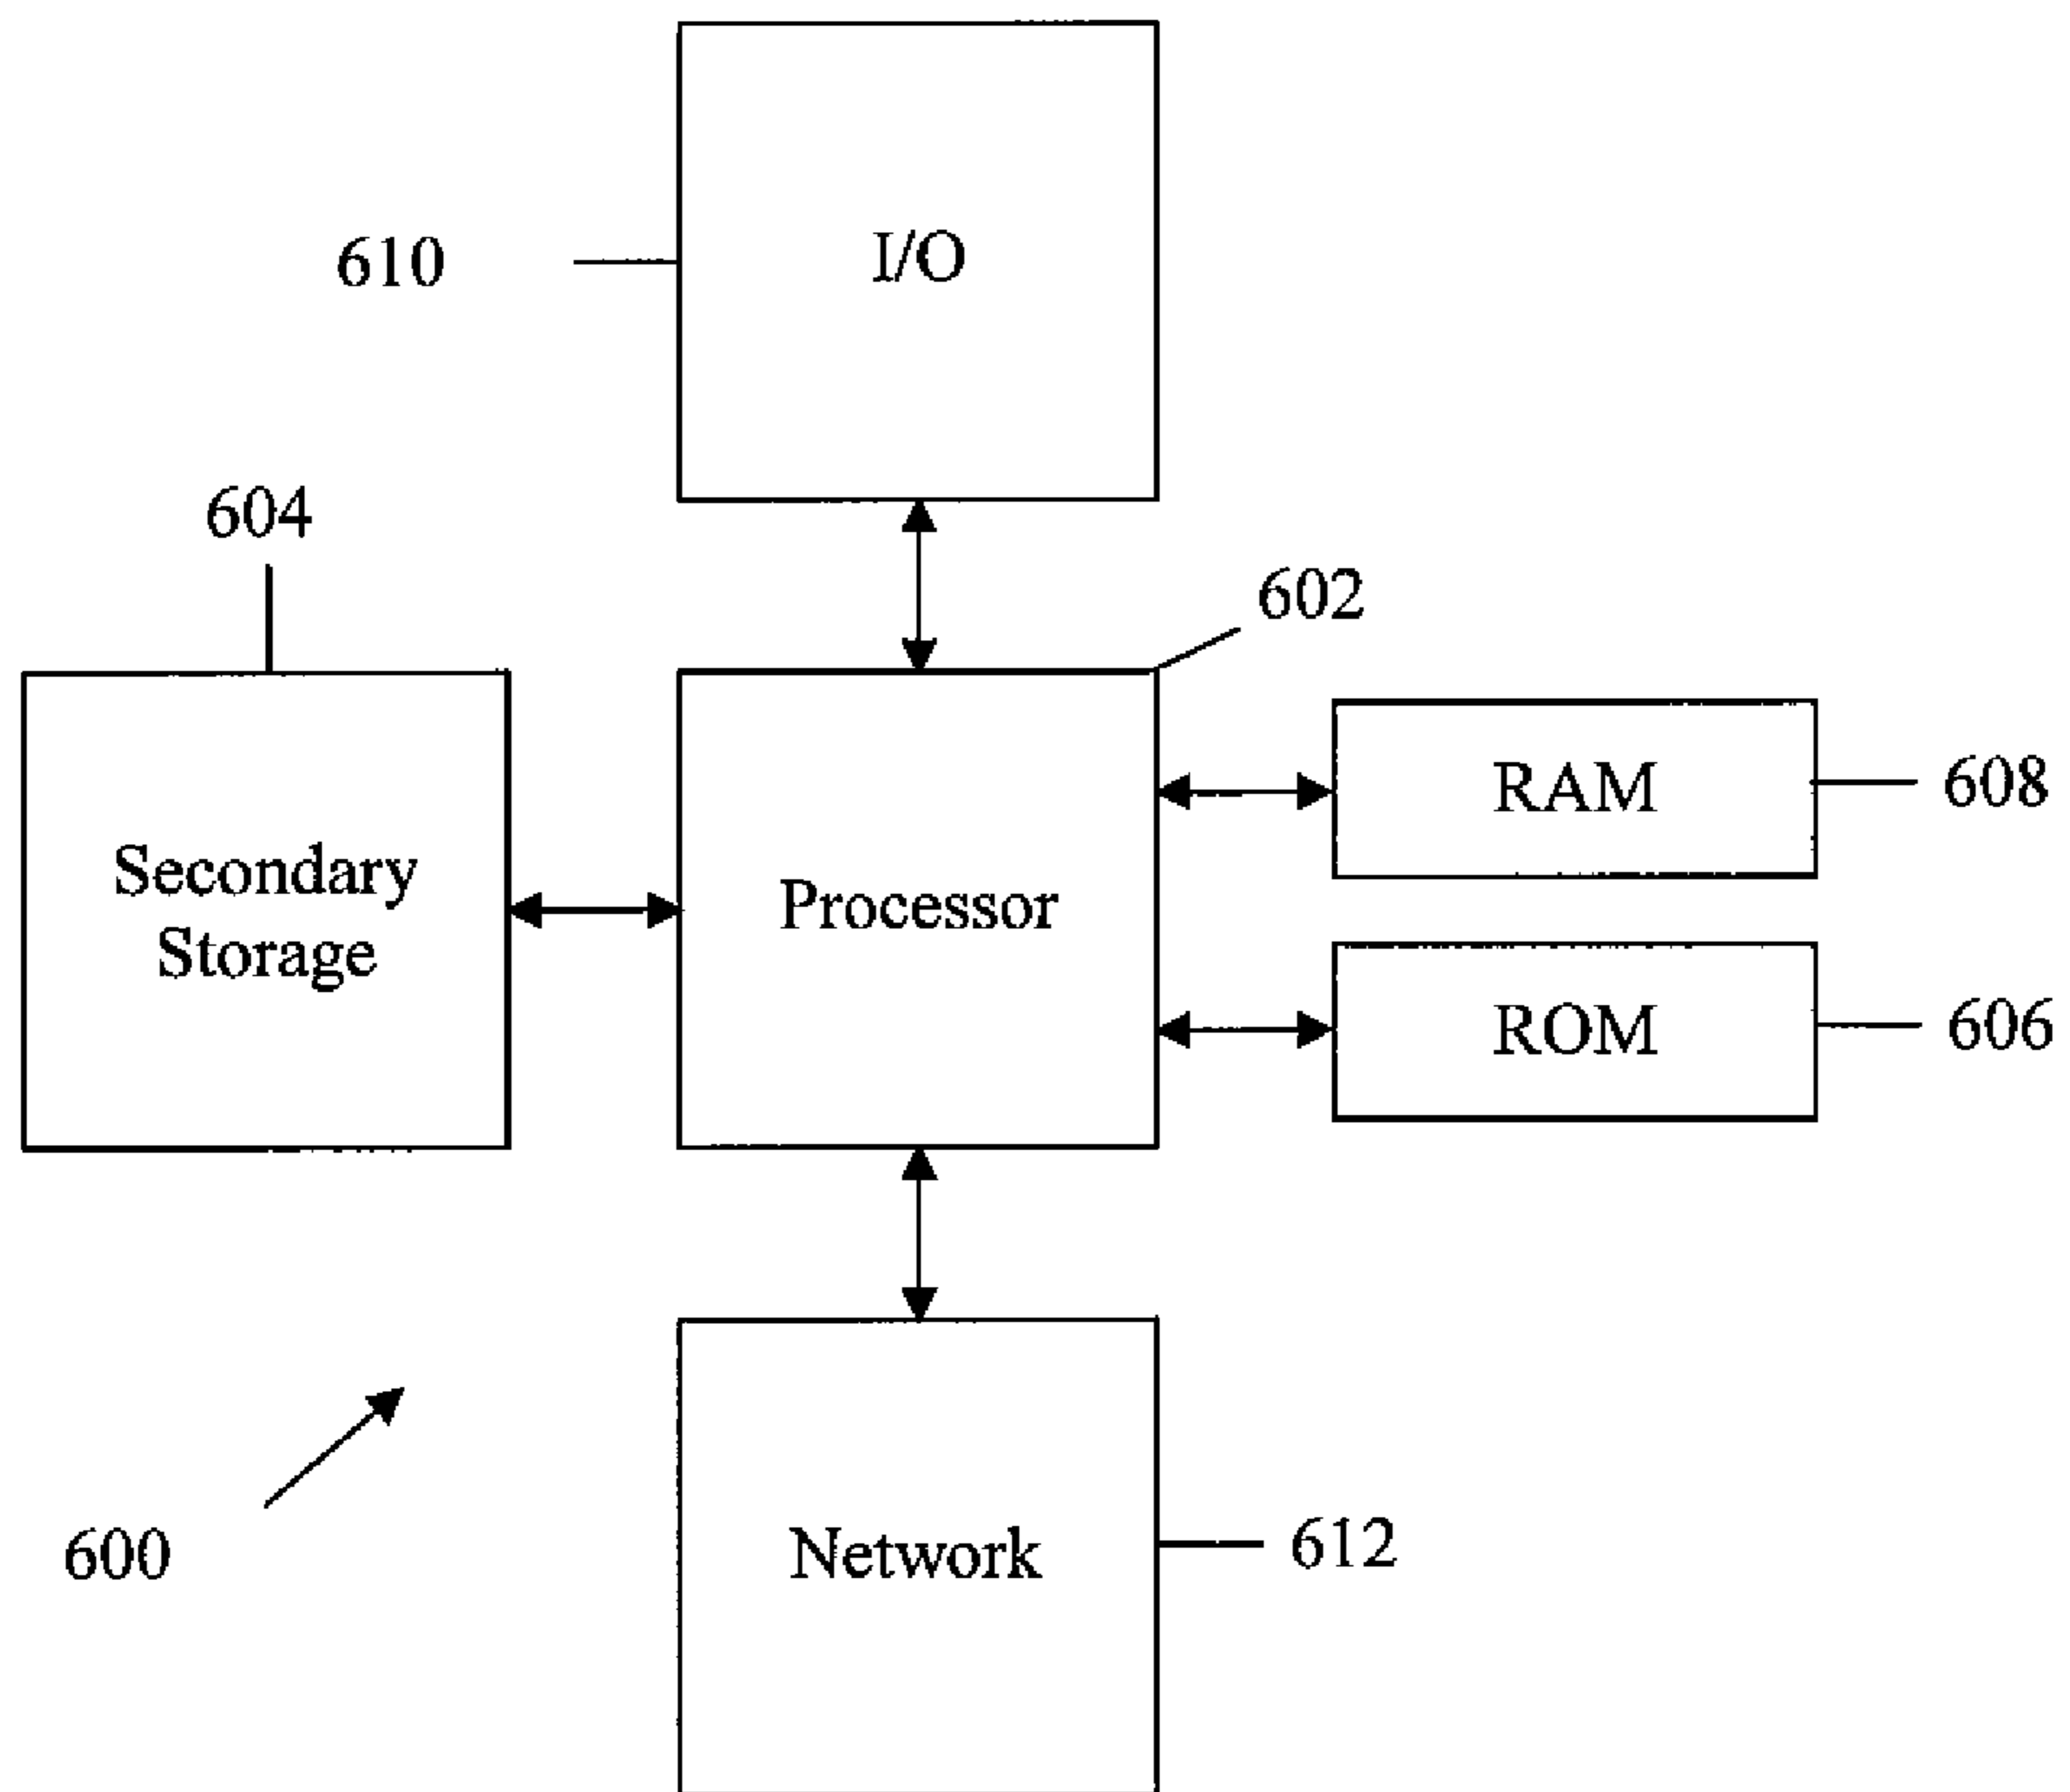 I/O
610
604
602
RAM
608
Secondary
Storage
Processor
ROM
606
Network
612
600